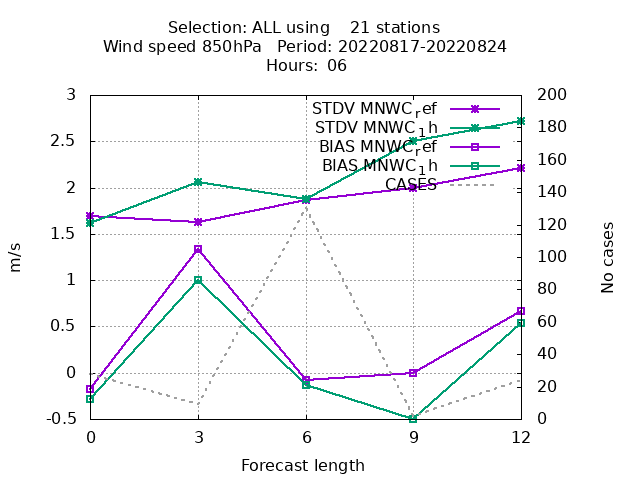 Selection: ALL using    21 stations
Wind speed 850hPa   Period: 20220817-20220824
Hours:  06
3
2.5
2
1.5
1
0.5
0
-0.5
200
180
160
140
120
100
80
60
40
20
0
STDV MNWC_ref
STDV MNWC_1h
BIAS MNWC_ref
BIAS MNWC_1h
CASES
m/s
No cases
0 3 6 9 12
Forecast length